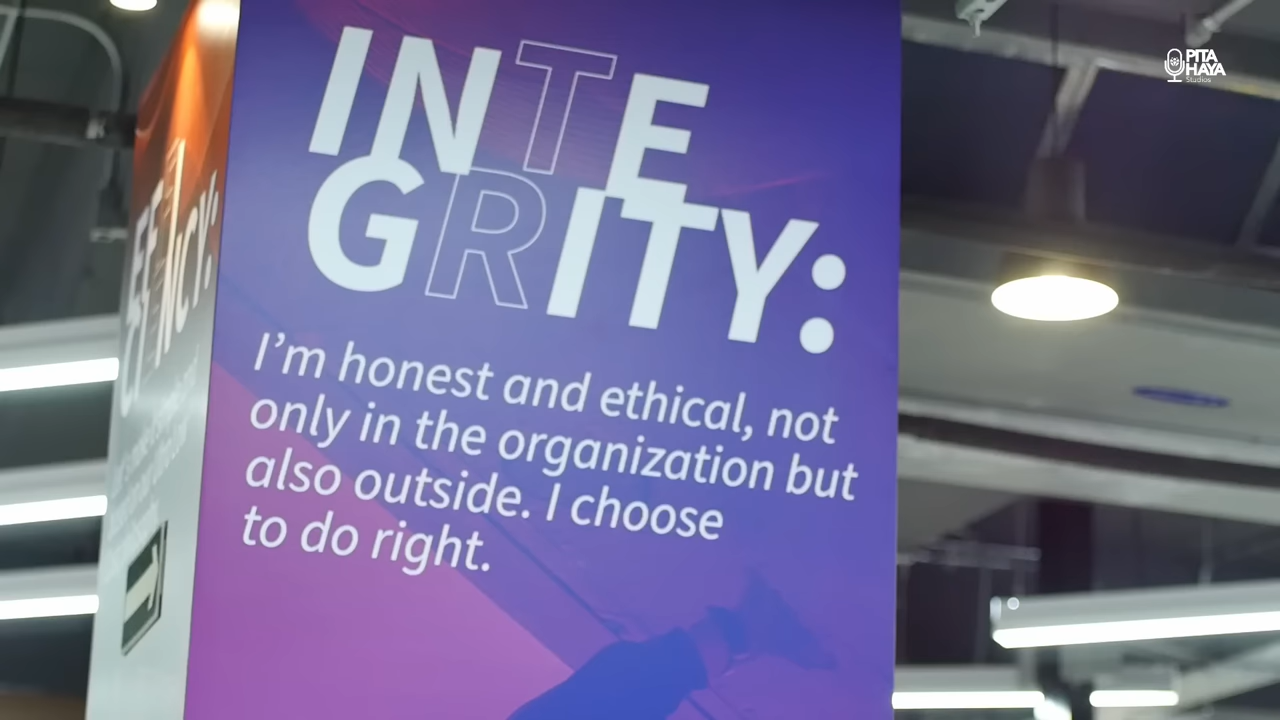 INTE
GRITY:
I'm honest and ethical, not
only in the organization but
also outside. I choose
to do right.
PITA
HAYA
Studios